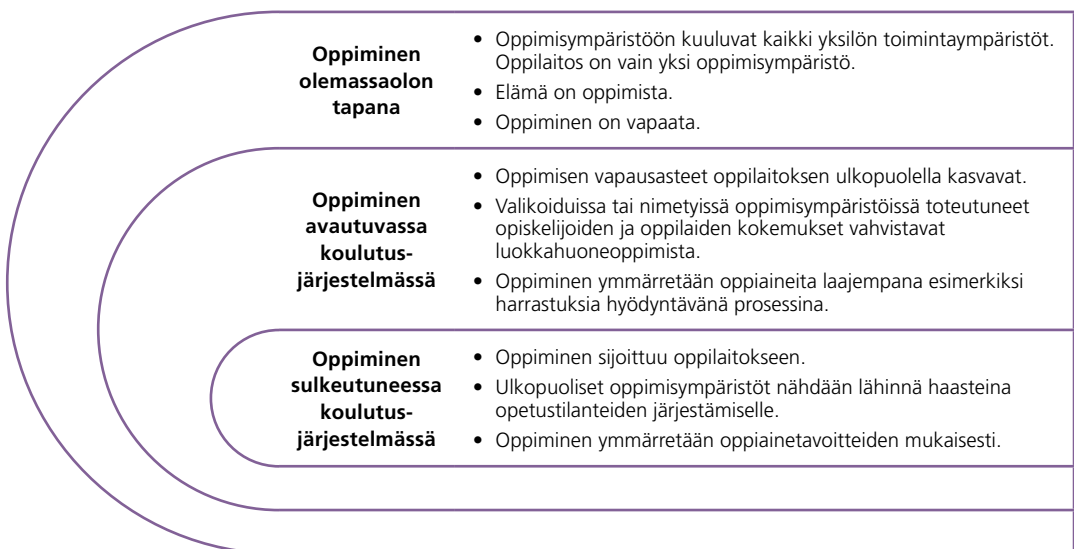 Oppiminen
olemassaolon
tapana
• Oppimisympäristöön kuuluvat kaikki yksilön toimintaympäristöt.
Oppilaitos on vain yksi oppimisympäristö.
• Elämä on oppimista.
• Oppiminen on vapaata.
Oppiminen
avautuvassa
koulutus-
järjestelmässä
• Oppimisen vapausasteet oppilaitoksen ulkopuolella kasvavat.
• Valikoiduissa tai nimetyissä oppimisympäristöissä toteutuneet
opiskelijoiden ja oppilaiden kokemukset vahvistavat
luokkahuoneoppimista.
• Oppiminen ymmärretään oppiaineita laajempana esimerkiksi
harrastuksia hyödyntävänä prosessina.
Oppiminen
sulkeutuneessa
koulutus-
järjestelmässä
• Oppiminen sijoittuu oppilaitokseen.
• Ulkopuoliset oppimisympäristöt nähdään lähinnä haasteina
opetustilanteiden järjestämiselle.
• Oppiminen ymmärretään oppiainetavoitteiden mukaisesti.